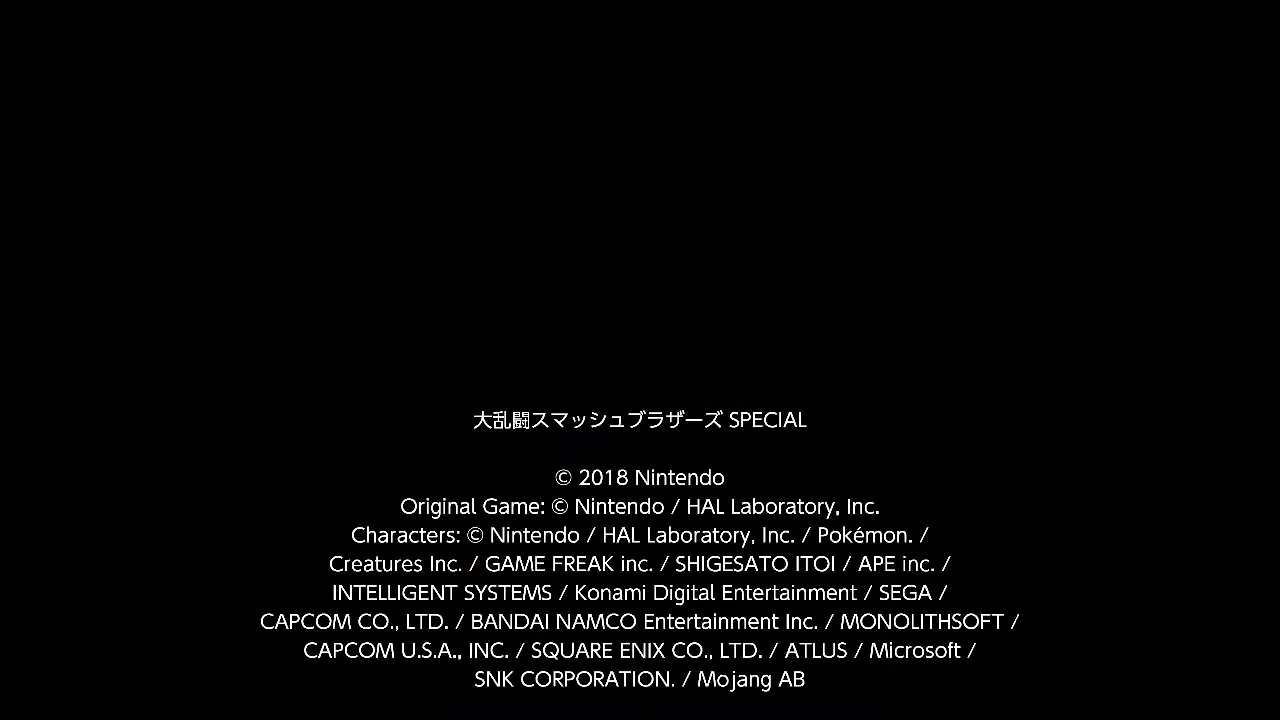 大乱闘スマッシュブラザーズ SPECIAL
© 2018 Nintendo
Original Game: © Nintendo / HAL Laboratory, Inc.
Characters: © Nintendo / HAL Laboratory, Inc. / Pokémon. /
Creatures Inc. / GAME FREAK inc. / SHIGESATO ITOI / APE inc. /
INTELLIGENT SYSTEMS / Konami Digital Entertainment / SEGA /
CAPCOM CO., LTD. / BANDAI NAMCO Entertainment Inc. / MONOLITHSOFT /
CAPCOM U.S.A., INC. / SQUARE ENIX CO., LTD. / ATLUS / Microsoft /
SNK CORPORATION. / Mojang AB